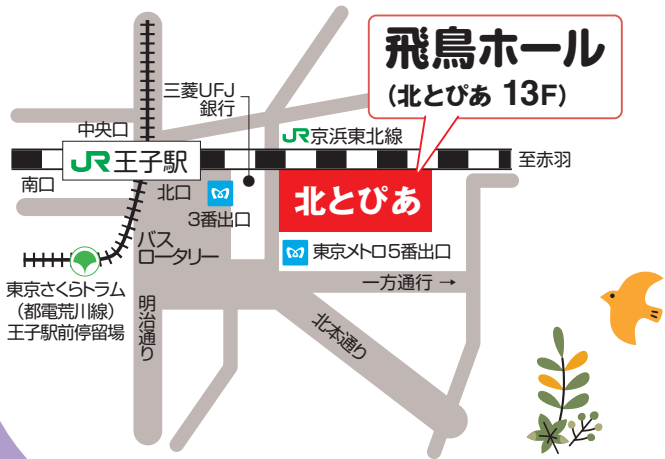 飛鳥ホール
(北とぴあ 13F)
三菱UFJ
銀行
中央口
JR京浜東北線
JR王子駅
至赤羽
南口
北口
3番出口
北とぴあ
バス
ロータリー
東京メトロ5番出口
一方通行 →
東京さくらトラム
(都電荒川線)
王子駅前停留場
明治通り
北本通り